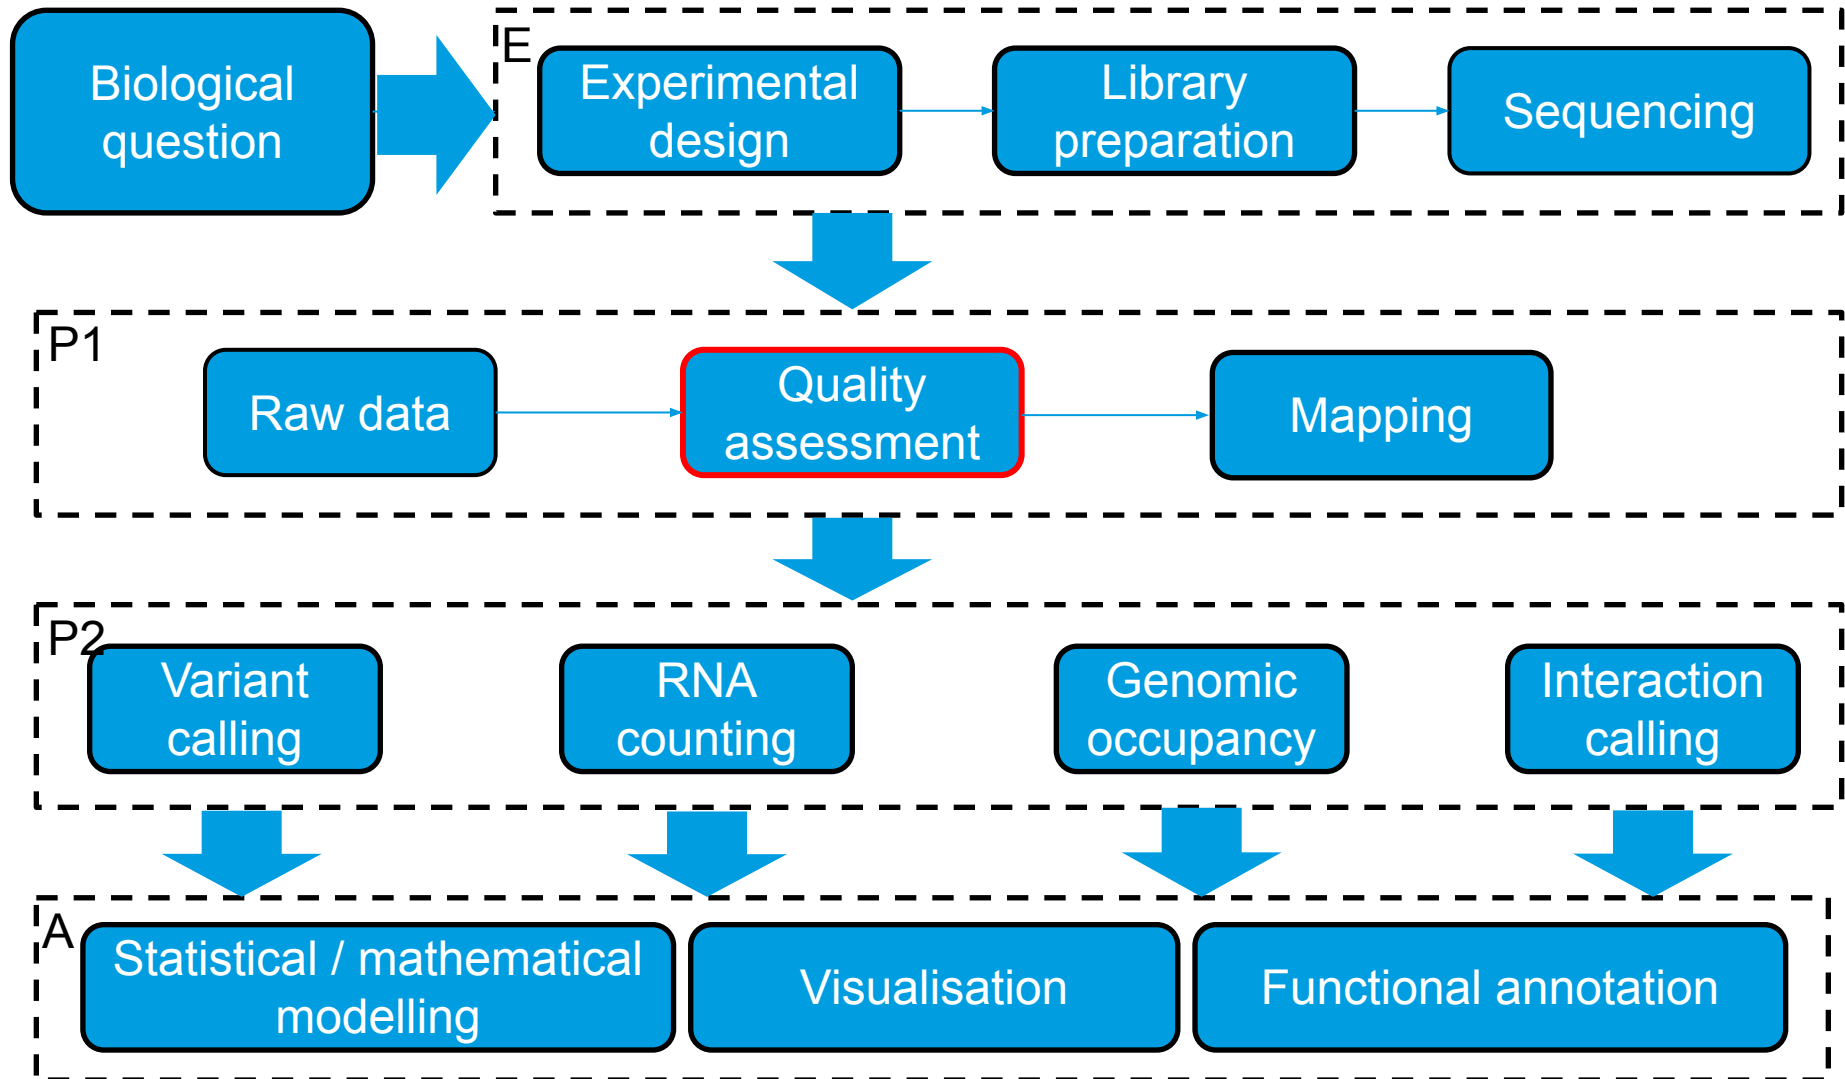 Biological
question
E
Experimental
design
Library
preparation
Sequencing
P1
Raw data
Quality
assessment
Mapping
P2
Variant
calling
RNA
counting
Genomic
occupancy
Interaction
calling
A
Statistical / mathematical
modelling
Visualisation
Functional annotation